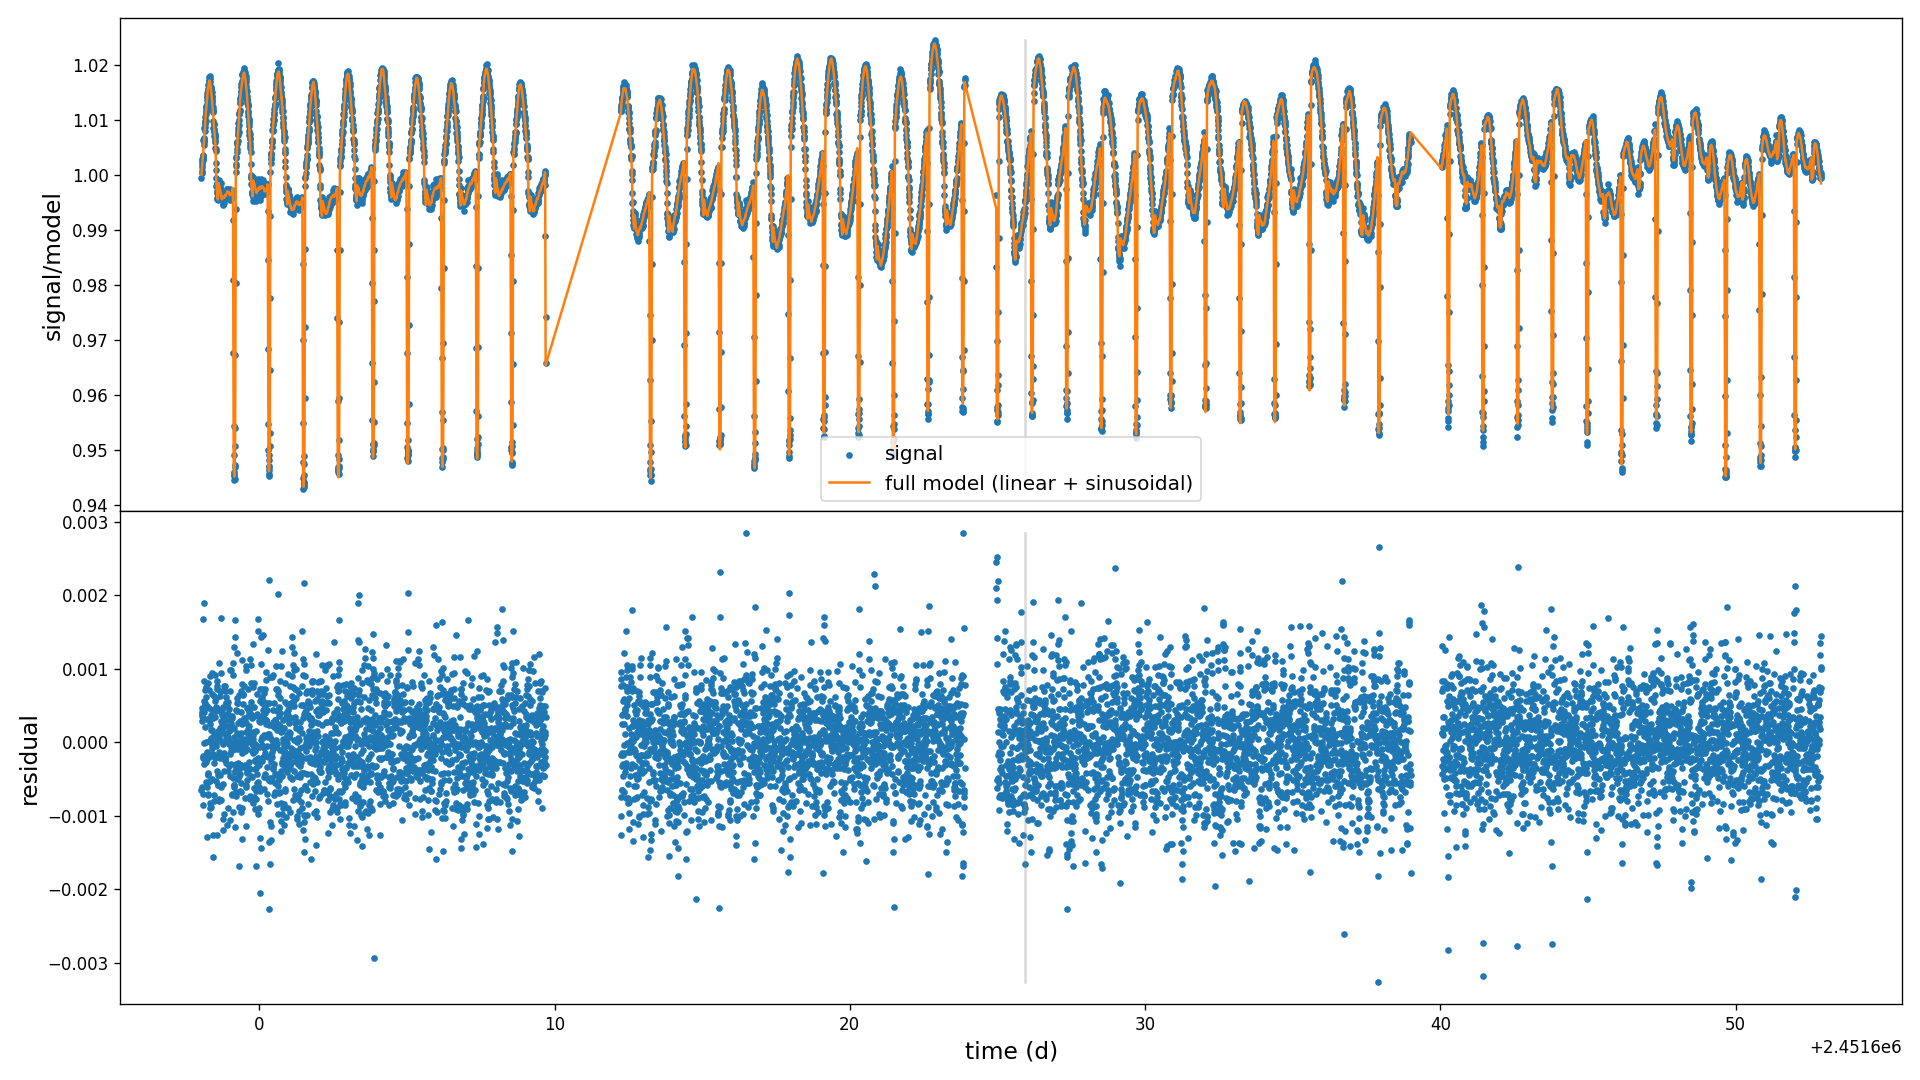 1.02
1.01
1.00
0.99
0.98
0.97
0.96
0.95
0.94
signal/model
signal
full model (linear + sinusoidal)
0.003
0.002
0.001
0.000
−0.001
−0.002
−0.003
residual
0 10 20 30 40 50
time (d)
+2.4516e6